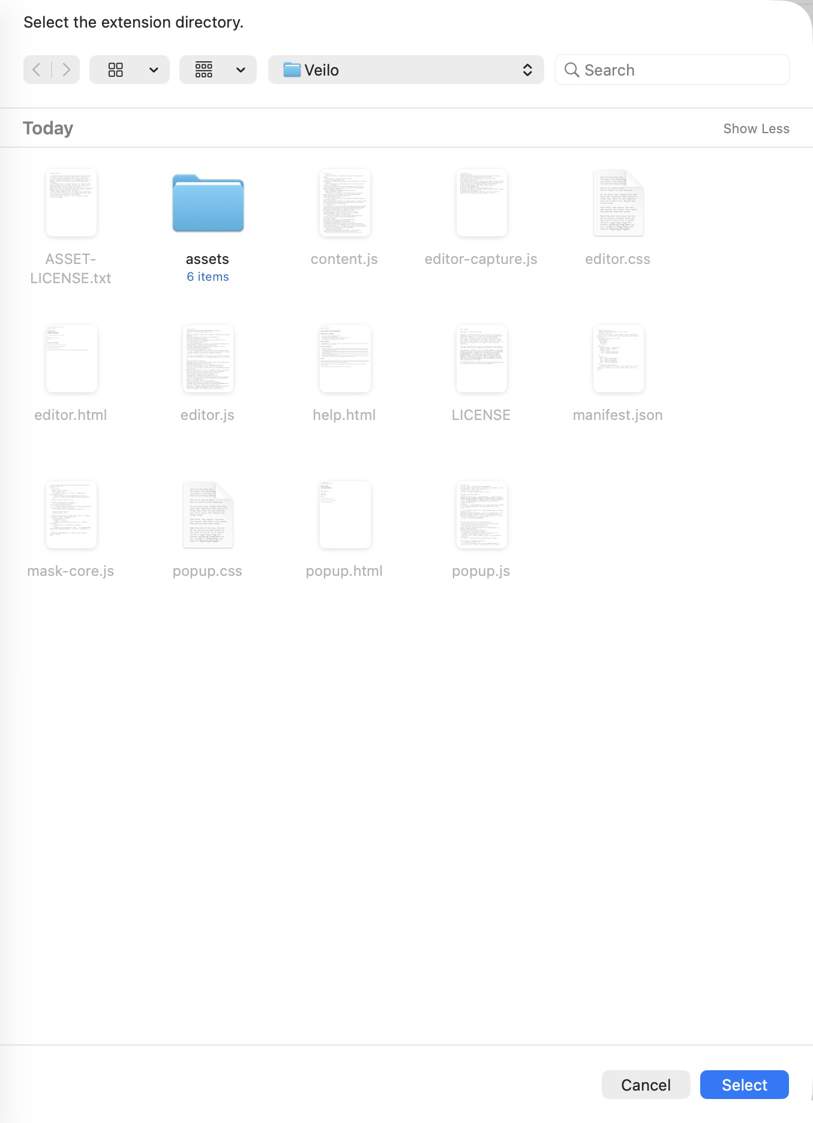 Select the extension directory.
Veilo
Search
Today
Show Less
ASSET-
LICENSE.txt
assets
6 items
content.js
editor-capture.js
editor.css
editor.html
editor.js
help.html
LICENSE
manifest.json
mask-core.js
popup.css
popup.html
popup.js
Cancel
Select